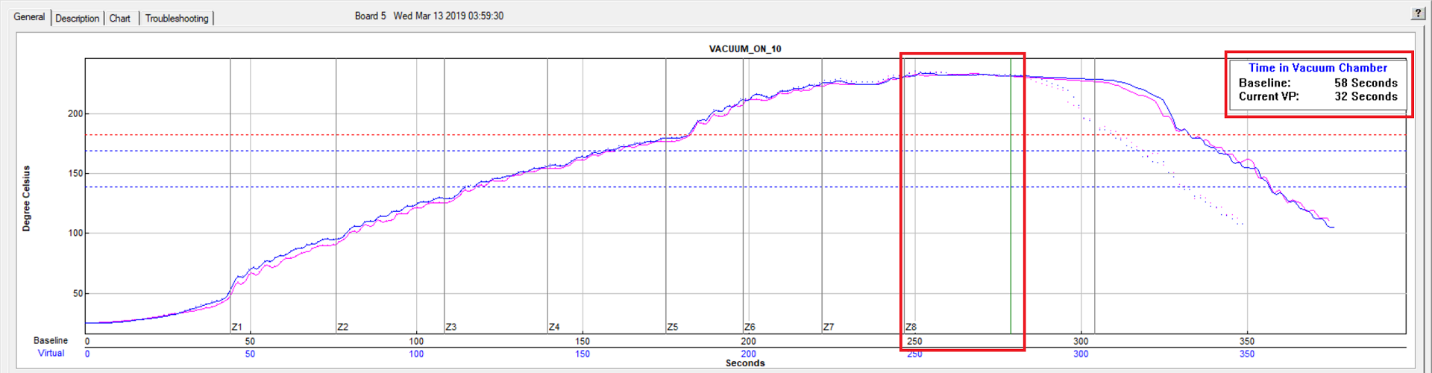 General Description Chart Troubleshooting Board 5 Wed Mar 13 2019 03:59:30 ?
VACUUM_ON_10
Time in Vacuum Chamber
Baseline: 58 Seconds
Current VP: 32 Seconds
200
150
100
50
Degree Celsius
Z1 Z2 Z3 Z4 Z5 Z6 Z7 Z8
Baseline 0 50 100 150 200 250 300 350
Virtual 0 50 100 150 200 250 300 350
Seconds